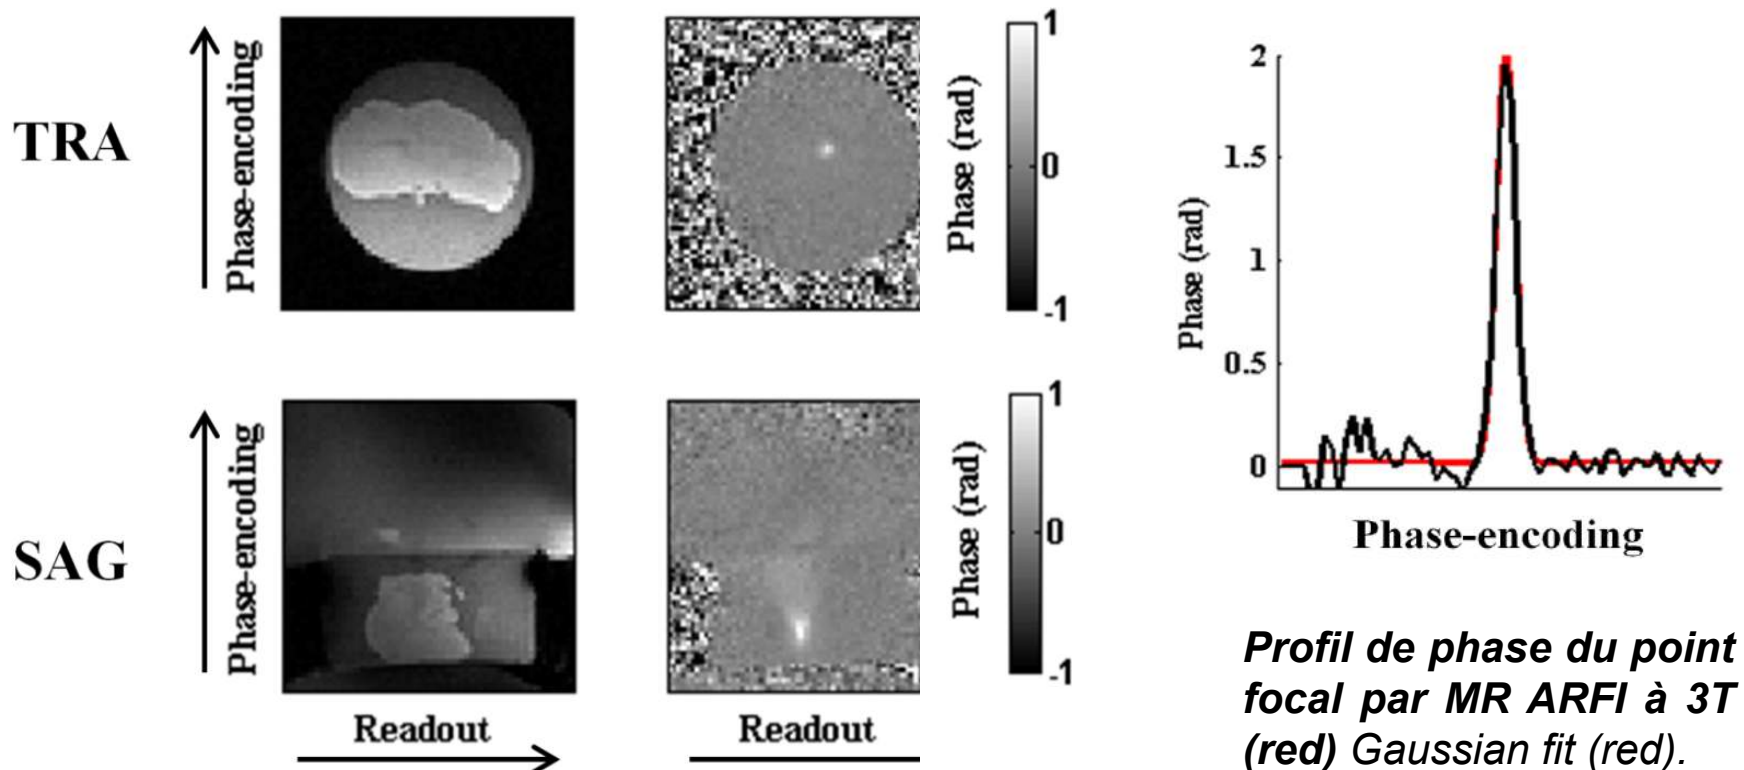 TRA
Phase-encoding
Phase (rad)
1
0
-1
SAG
Phase-encoding
Readout
Readout
Phase (rad)
1
0
-1
Phase (rad)
2
1.5
1
0.5
0
Phase-encoding
Profil de phase du point
focal par MR ARFI à 3T
(red) Gaussian fit (red).